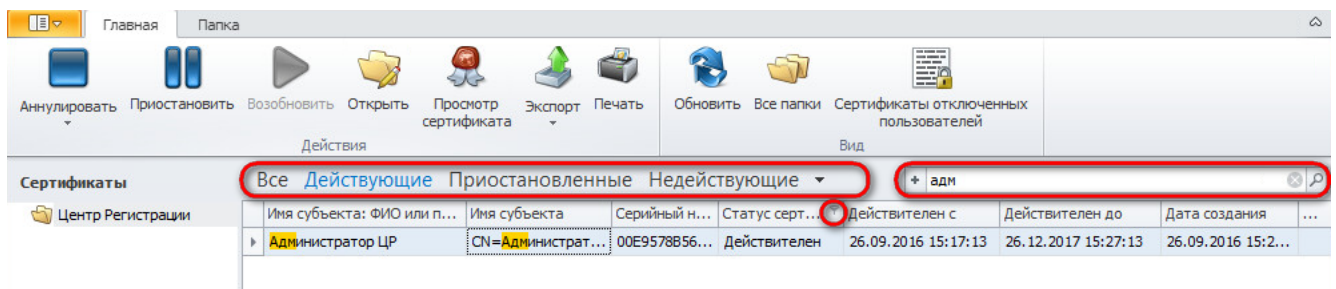 Главная Папка
Аннулировать Приостановить Возобновить Открыть Просмотр сертификата Экспорт Печать Обновить Все папки Сертификаты отключенных пользователей
Действия Вид
Сертификаты Все Действующие Приостановленные Недействующие + адм
Центр Регистрации Имя субъекта: ФИО или п... Имя субъекта Серийный н... Статус серт... Действителен с Действителен до Дата создания ...
Администратор ЦР CN=Администрат... 00E9578B56... Действителен 26.09.2016 15:17:13 26.12.2017 15:27:13 26.09.2016 15:2...